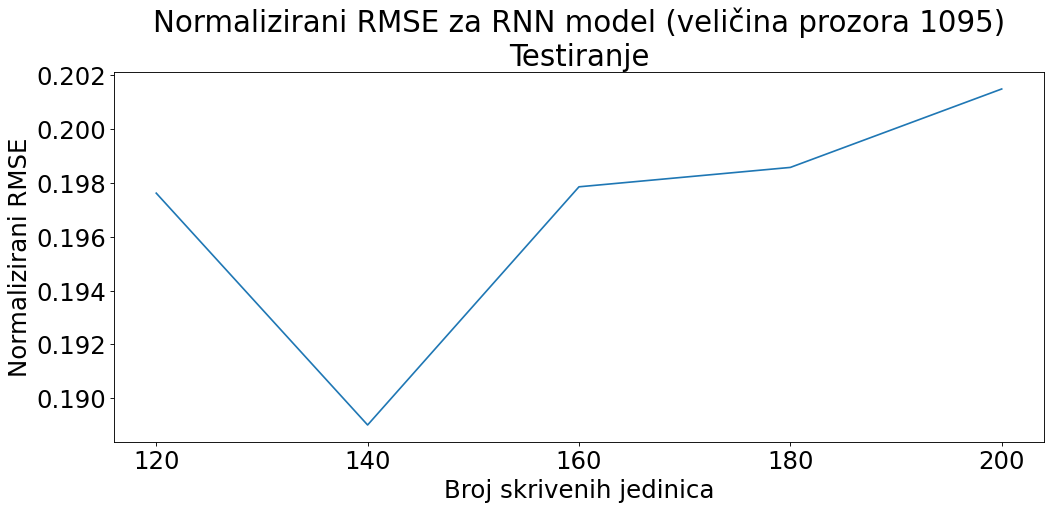 Normalizirani RMSE za RNN model (veličina prozora 1095)
Testiranje
Normalizirani RMSE
0.202
0.200
0.198
0.196
0.194
0.192
0.190
120 140 160 180 200
Broj skrivenih jedinica